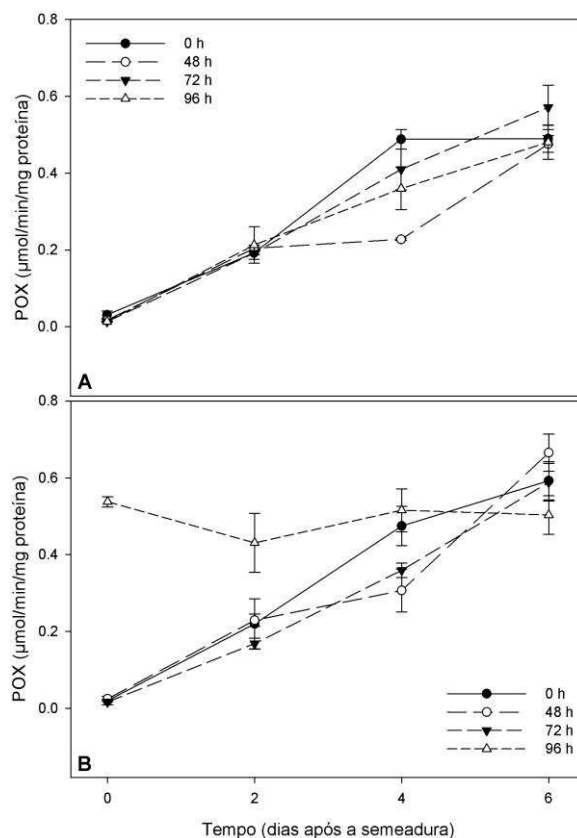 0.8
0 h
48 h
72 h
96 h
0.6
0.4
0.2
0.0
POX (µmol/min/mg proteína)
A
0.8
0.6
0.4
0.2
0.0
POX (µmol/min/mg proteína)
0 h
48 h
72 h
96 h
B
0 2 4 6
Tempo (dias após a semeadura)